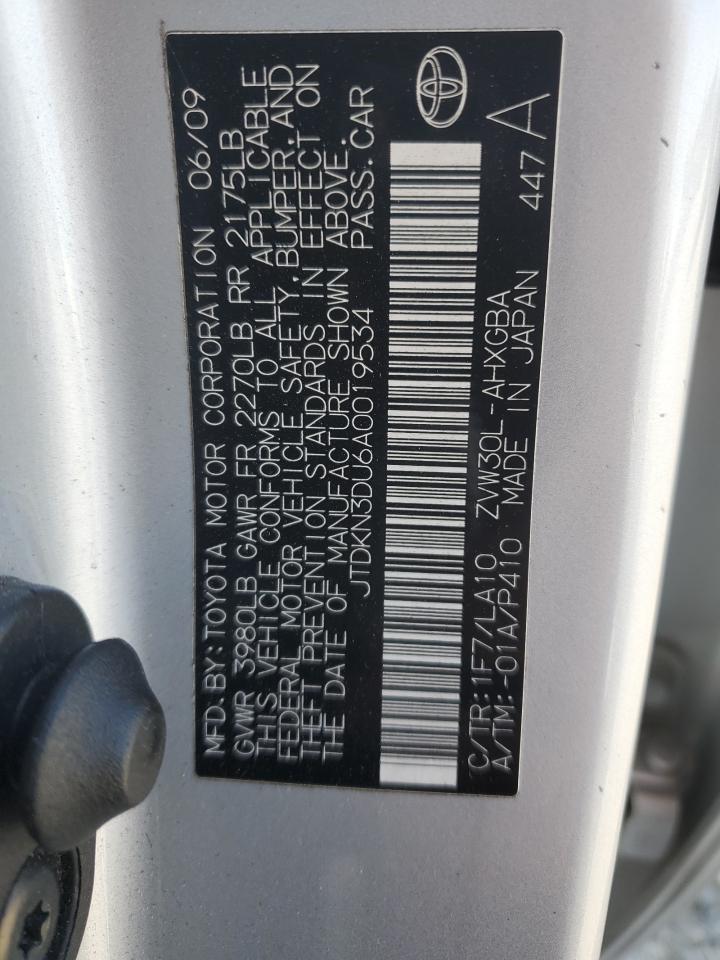 MFD. BY: TOYOTA MOTOR CORPORATION 06/09
GVWR 3980LB GAWR FR 2270LB RR 2175LB
THIS VEHICLE CONFORMS TO ALL APPLICABLE
FEDERAL MOTOR VEHICLE SAFETY, BUMPER, AND
THEFT PREVENTION STANDARDS IN EFFECT ON
THE DATE OF MANUFACTURE SHOWN ABOVE.
JTDKN3DU6A0019534 PASS. CAR
C/TR: 1F7/LA10 ZVW30L-AHXGBA
A/TM: -01A/P410 MADE IN JAPAN 447 A